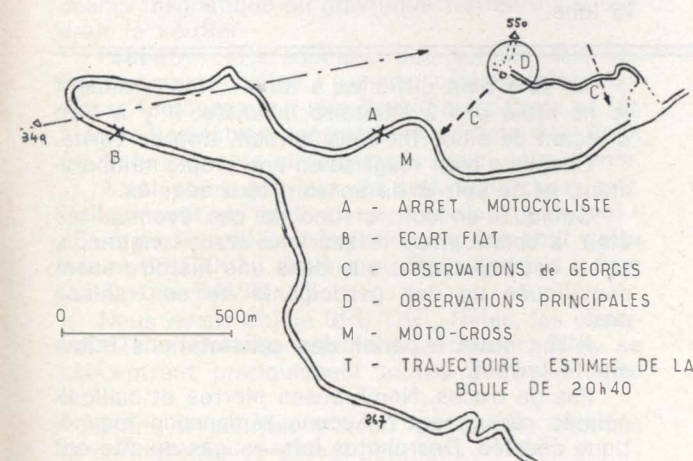 550
D
C
C
A
349
B
M
A - ARRET MOTOCYCLISTE
B - ECART FIAT
C - OBSERVATIONS de GEORGES
D - OBSERVATIONS PRINCIPALES
M - MOTO-CROSS
0 500m
TRAJECTOIRE ESTIMEE DE LA
BOULE DE 20H40
267